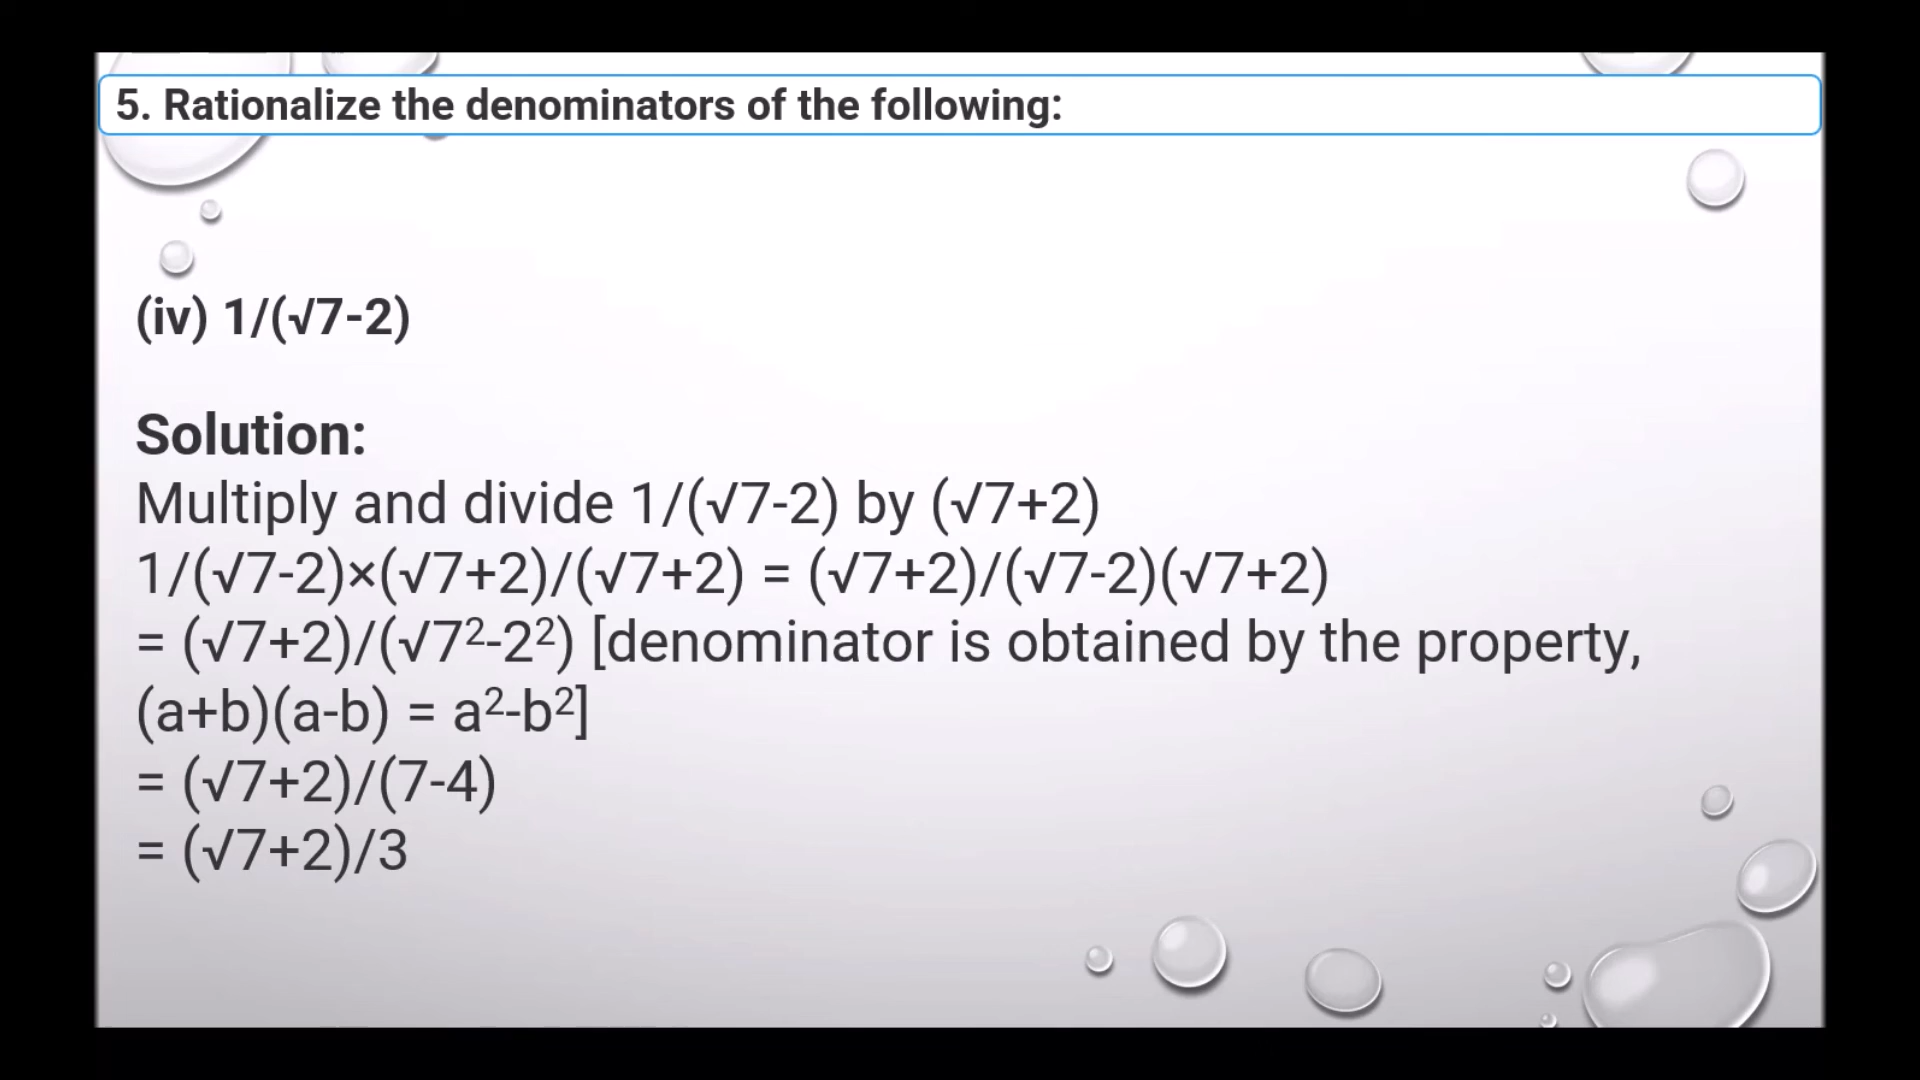 5. Rationalize the denominators of the following:
(iv) 1/(√7-2)
Solution:
Multiply and divide 1/(√7-2) by (√7+2)
1/(√7-2)×(√7+2)/(√7+2) = (√7+2)/(√7-2)(√7+2)
= (√7+2)/(√7²-2²) [denominator is obtained by the property,
(a+b)(a-b) = a²-b²]
= (√7+2)/(7-4)
= (√7+2)/3